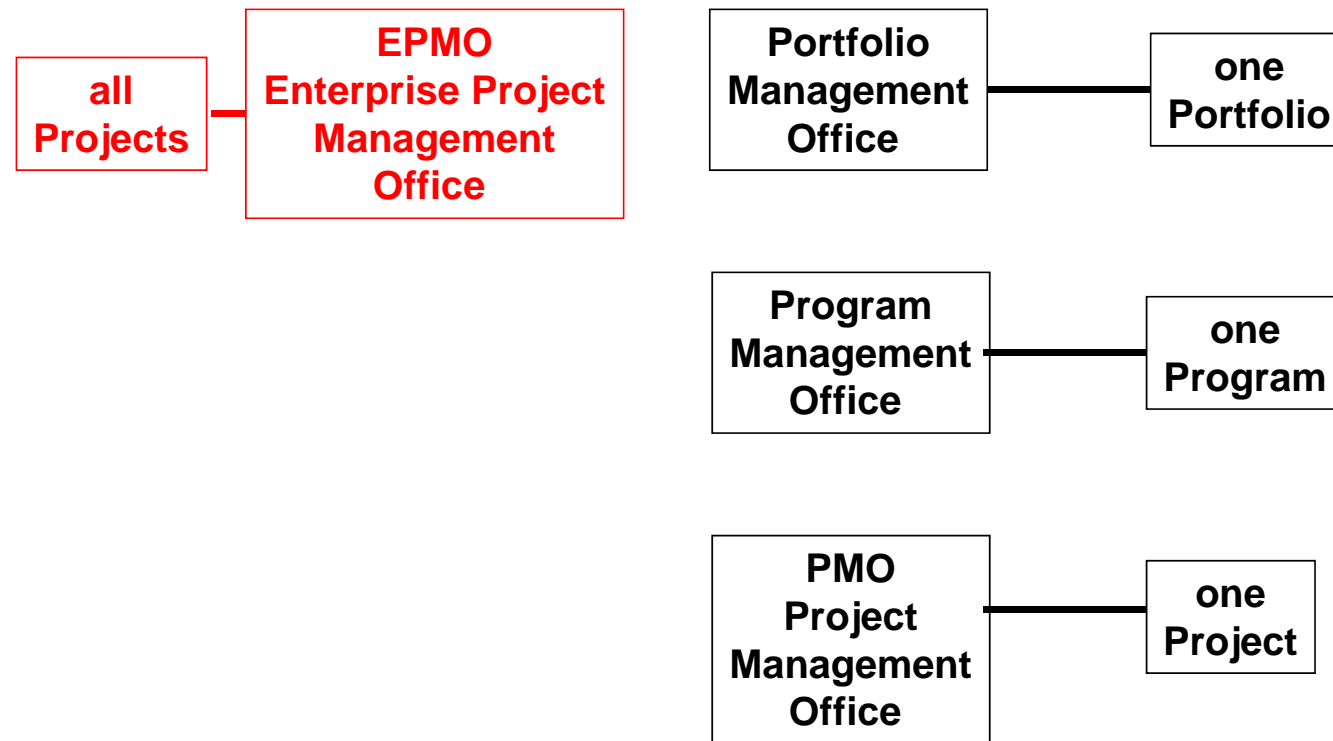 all
Projects
EPMO
Enterprise Project
Management
Office
Portfolio
Management
Office
one
Portfolio
Program
Management
Office
one
Program
PMO
Project
Management
Office
one
Project